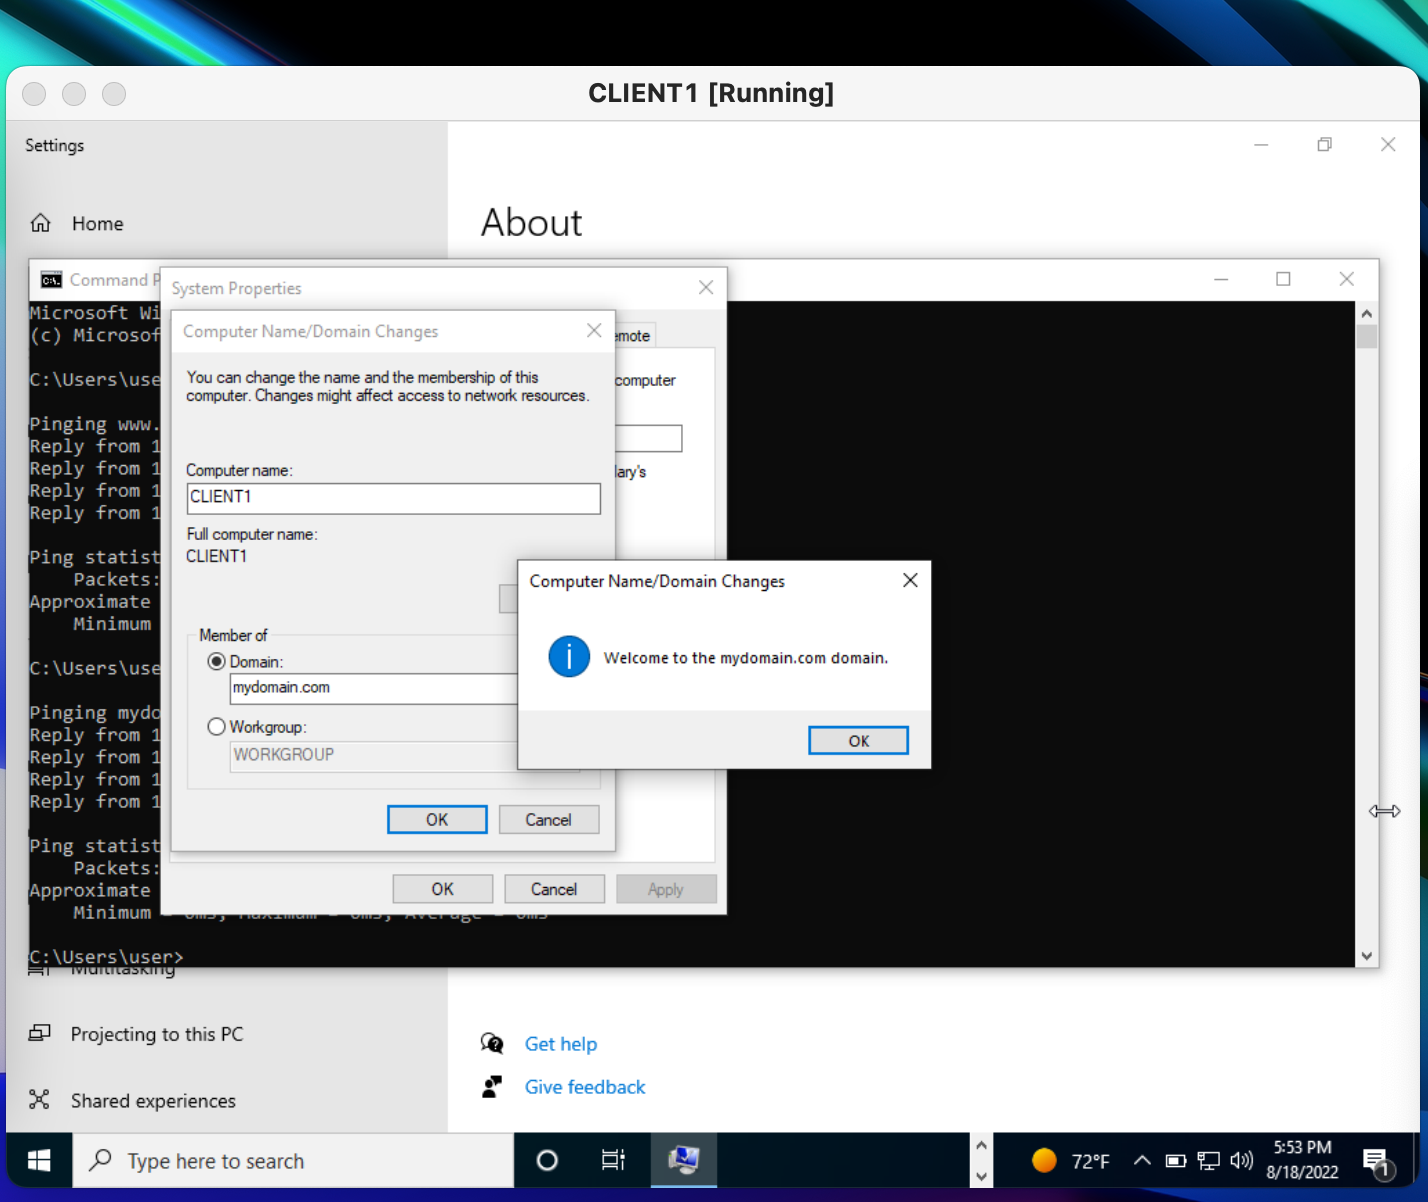 CLIENT1 [Running]
Settings
Home
About
Command P
System Properties
Microsoft Wi
(c) Microsof
Computer Name/Domain Changes
emote
You can change the name and the membership of this
computer. Changes might affect access to network resources.
computer
C:\Users\use
Pinging www.
Reply from 1
Reply from 1
Reply from 1
Reply from 1
Computer name:
lary's
CLIENT1
Full computer name:
CLIENT1
Ping statist
Packets:
Approximate
Minimum
Computer Name/Domain Changes
Welcome to the mydomain.com domain.
OK
Member of
Domain:
mydomain.com
Workgroup:
WORKGROUP
OK Cancel
C:\Users\use
Pinging mydo
Reply from 1
Reply from 1
Reply from 1
Reply from 1
Ping statist
Packets:
Approximate
OK Cancel Apply
Minimum = 0ms, Maximum = 0ms, Average = 0ms
C:\Users\user>
Multitasking
Projecting to this PC
Get help
Give feedback
Shared experiences
Type here to search
72°F
5:53 PM
8/18/2022
1